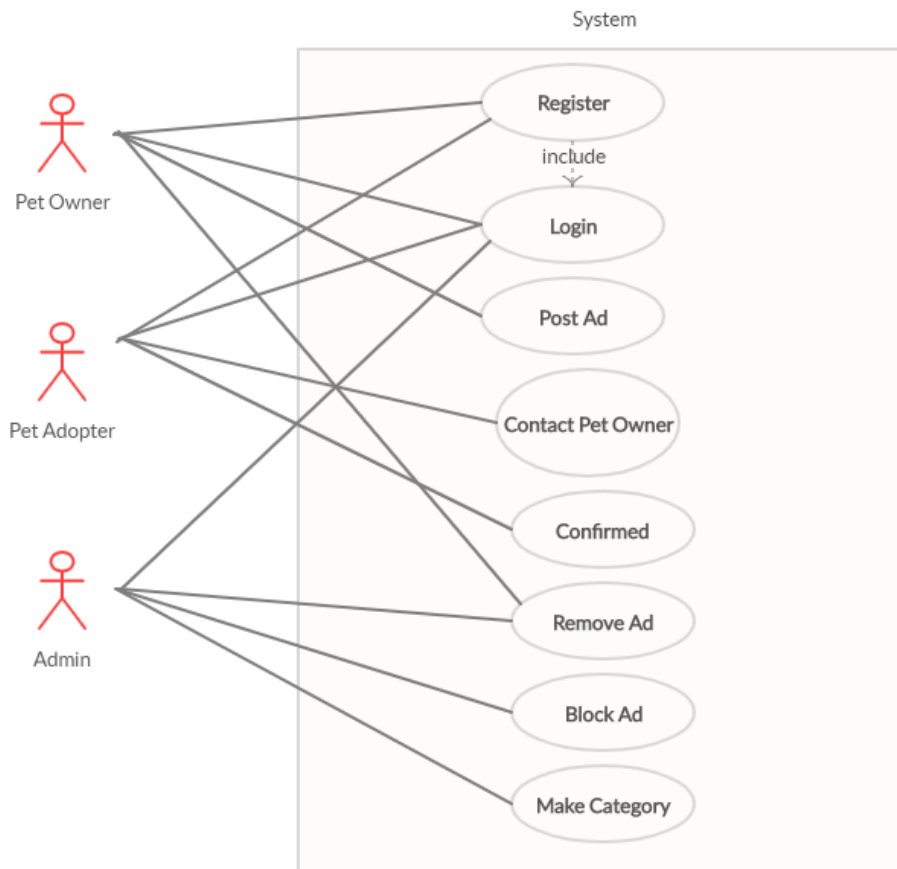 System
Register
include
Pet Owner
Login
Post Ad
Contact Pet Owner
Pet Adopter
Confirmed
Remove Ad
Admin
Block Ad
Make Category